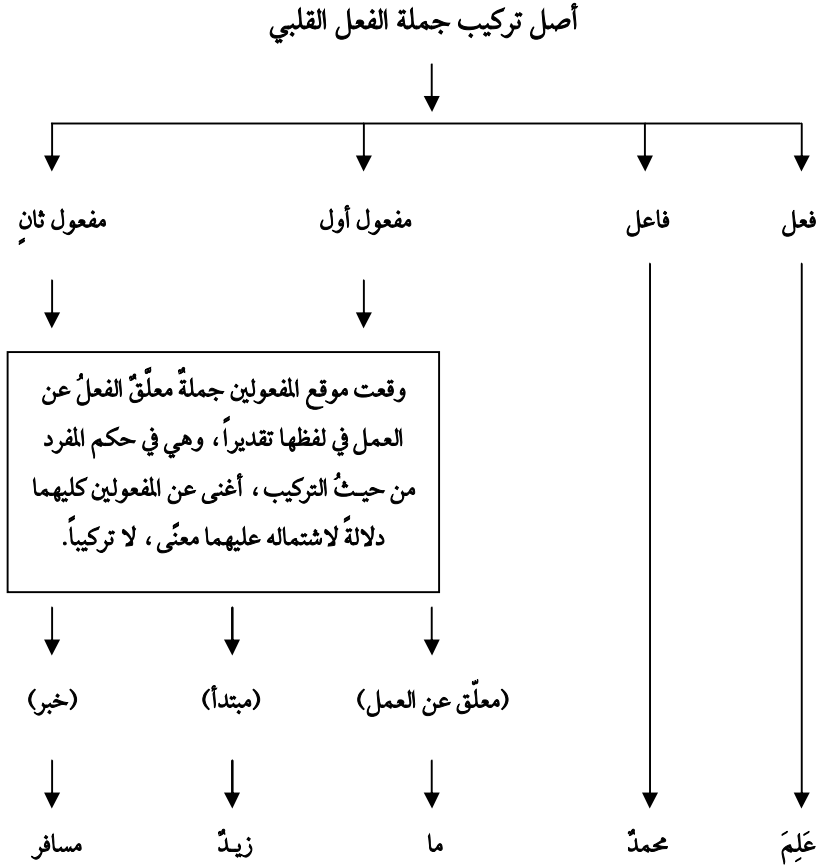 أصل تركيب جملة الفعل القلبي
فعل فاعل مفعول أول مفعول ثانٍ
وقعت موقع المفعولين جملةٌ معلَّقٌ الفعلُ عن
العمل في لفظها تقديراً، وهي في حكم المفرد
من حيثُ التركيب، أغنى عن المفعولين كليهما
دلالةً لاشتماله عليهما معنًى، لا تركيباً.
(معلّق عن العمل) (مبتدأ) (خبر)
عَلِمَ محمدٌ ما زيدٌ مسافر